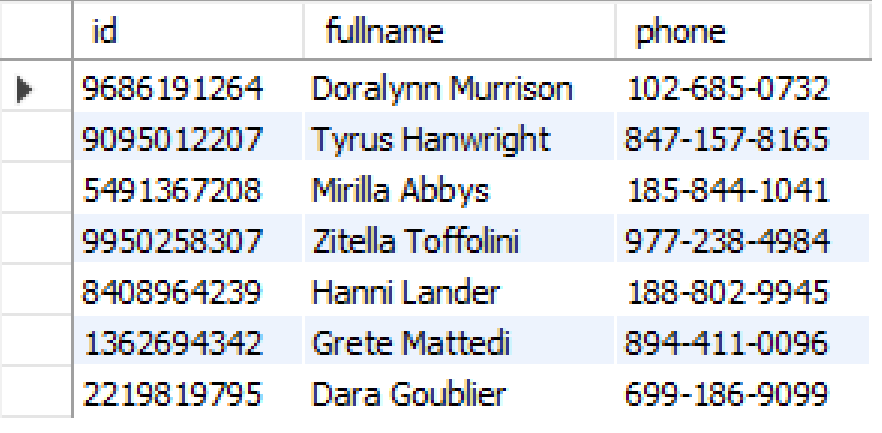 id fullname phone
9686191264 Doralynn Murrison 102-685-0732
9095012207 Tyrus Hanwright 847-157-8165
5491367208 Mirilla Abbys 185-844-1041
9950258307 Zitella Toffolini 977-238-4984
8408964239 Hanni Lander 188-802-9945
1362694342 Grete Mattedi 894-411-0096
2219819795 Dara Goublier 699-186-9099